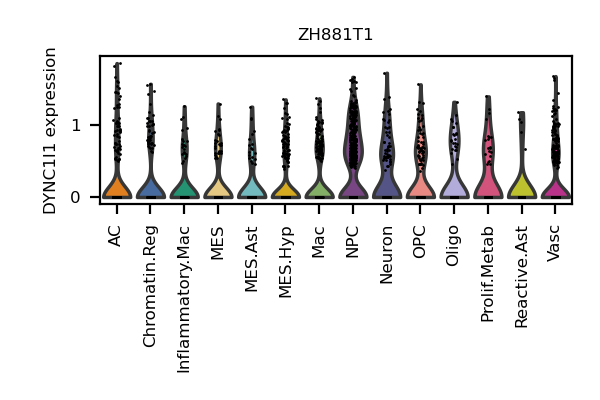 ZH881T1
DYNC1I1 expression
1
0
AC
Chromatin.Reg
Inflammatory.Mac
MES
MES.Ast
MES.Hyp
Mac
NPC
Neuron
OPC
Oligo
Prolif.Metab
Reactive.Ast
Vasc